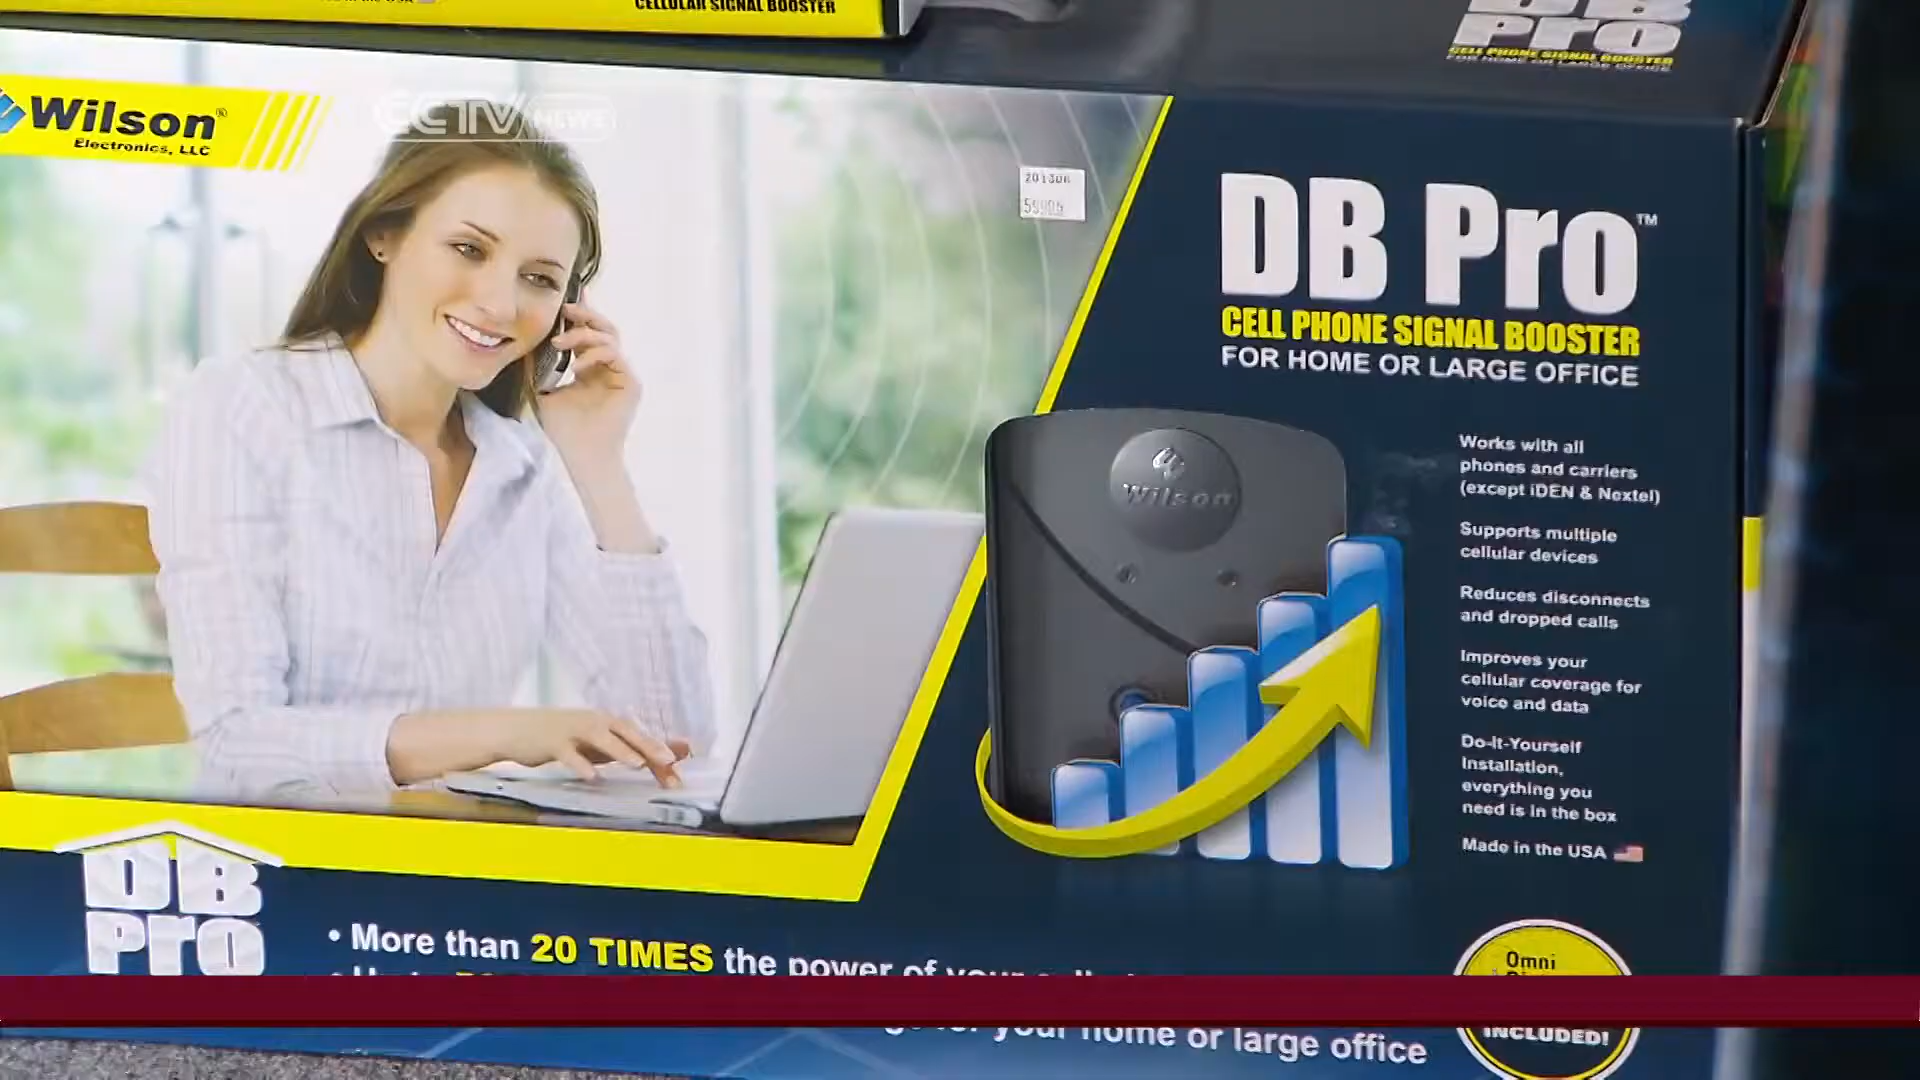 CELLULAR SIGNAL BOOSTER
DB
Pro
CELL PHONE SIGNAL BOOSTER
FOR HOME OR LARGE OFFICE
Wilson®
Electronics, LLC
CCTV NEWS
DB Pro™
CELL PHONE SIGNAL BOOSTER
FOR HOME OR LARGE OFFICE
Wilson
Works with all
phones and carriers
(except iDEN & Nextel)
Supports multiple
cellular devices
Reduces disconnects
and dropped calls
Improves your
cellular coverage for
voice and data
Do-It-Yourself
Installation,
everything you
need is in the box
Made in the USA
DB
Pro
• More than 20 TIMES the power of your
for your home or large office
Omni
INCLUDED!